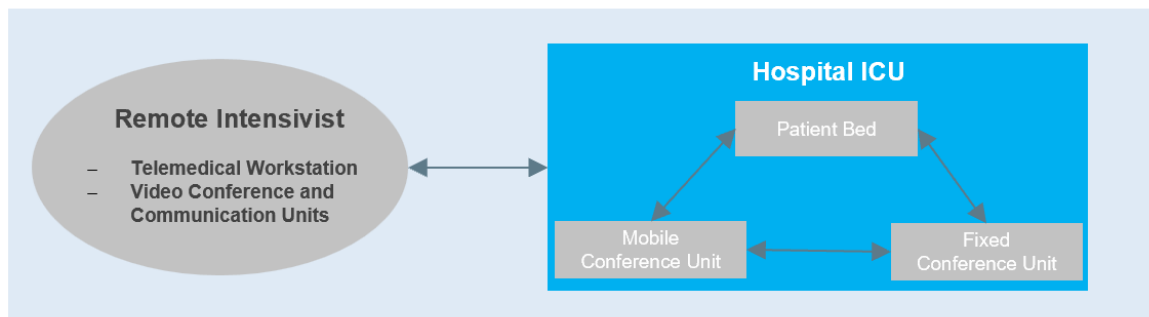 Remote Intensivist
– Telemedical Workstation
– Video Conference and
Communication Units
Hospital ICU
Patient Bed
Mobile
Conference Unit
Fixed
Conference Unit